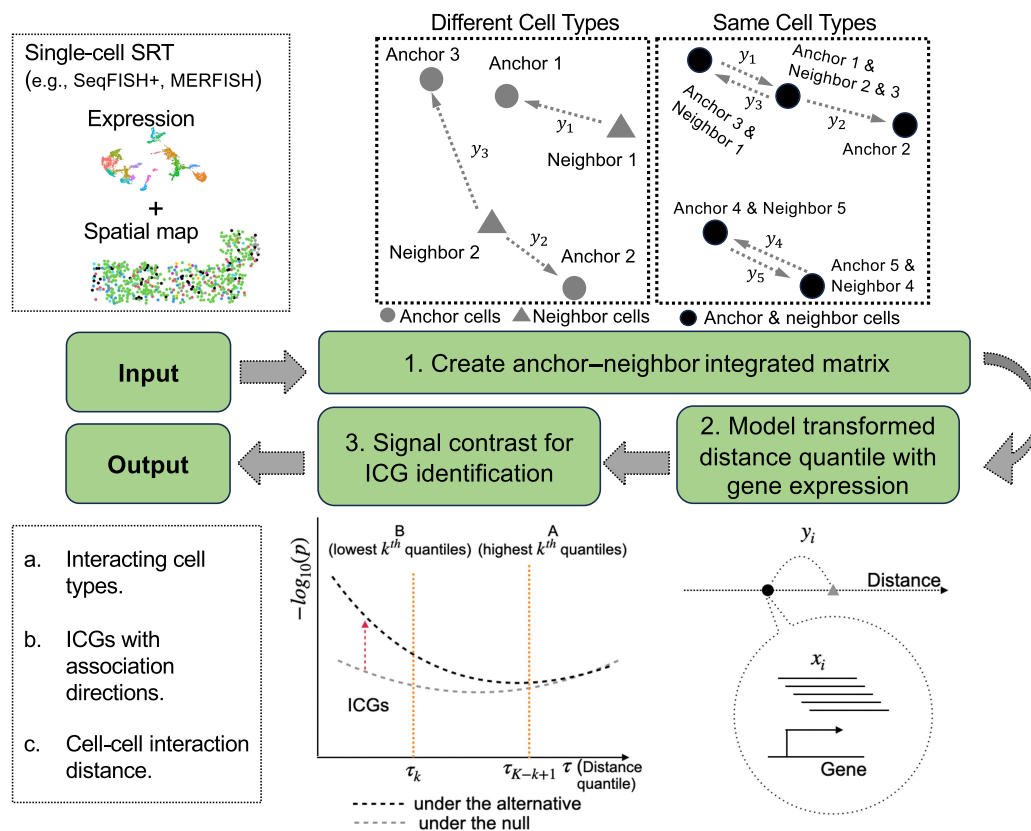 Single-cell SRT
(e.g., SeqFISH+, MERFISH)
Expression
+
Spatial map
Different Cell Types
Anchor 3
Anchor 1
y₁
Neighbor 1
y₃
Neighbor 2
y₂
Anchor 2
Same Cell Types
y₁
Anchor 1 &
Neighbor 2 & 3
y₃
y₂
Anchor 3 &
Neighbor 1
Anchor 2
Anchor 4 & Neighbor 5
y₄
y₅
Anchor 5 &
Neighbor 4
Anchor cells
Neighbor cells
Anchor & neighbor cells
Input
1. Create anchor–neighbor integrated matrix
2. Model transformed
distance quantile with
gene expression
3. Signal contrast for
ICG identification
Output
a. Interacting cell
types.
b. ICGs with
association
directions.
c. Cell-cell interaction
distance.
−log₁₀(p)
B
(lowest kᵗʰ quantiles)
A
(highest kᵗʰ quantiles)
ICGs
τₖ
τ_{K−k+1}
τ (Distance
quantile)
under the alternative
under the null
yᵢ
Distance
xᵢ
Gene